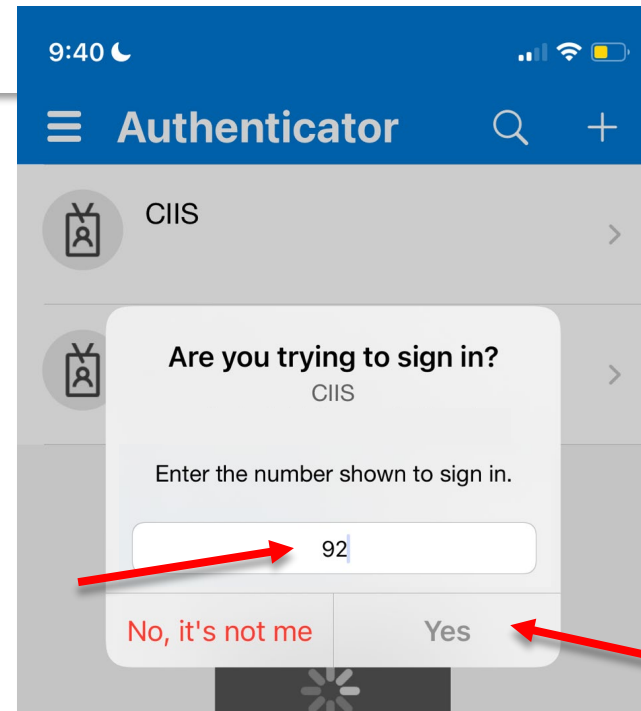 9:40
Authenticator
CIIS
Are you trying to sign in?
CIIS
Enter the number shown to sign in.
92
No, it's not me
Yes